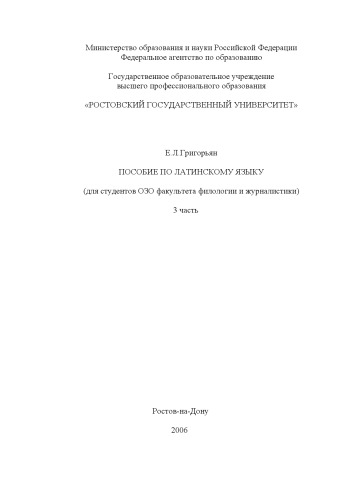 Министерство образования и науки Российской Федерации
Федеральное агентство по образованию
Государственное образовательное учреждение
высшего профессионального образования
«РОСТОВСКИЙ ГОСУДАРСТВЕННЫЙ УНИВЕРСИТЕТ»
Е.Л.Григорьян
ПОСОБИЕ ПО ЛАТИНСКОМУ ЯЗЫКУ
(для студентов ОЗО факультета филологии и журналистики)
3 часть
Ростов-на-Дону
2006